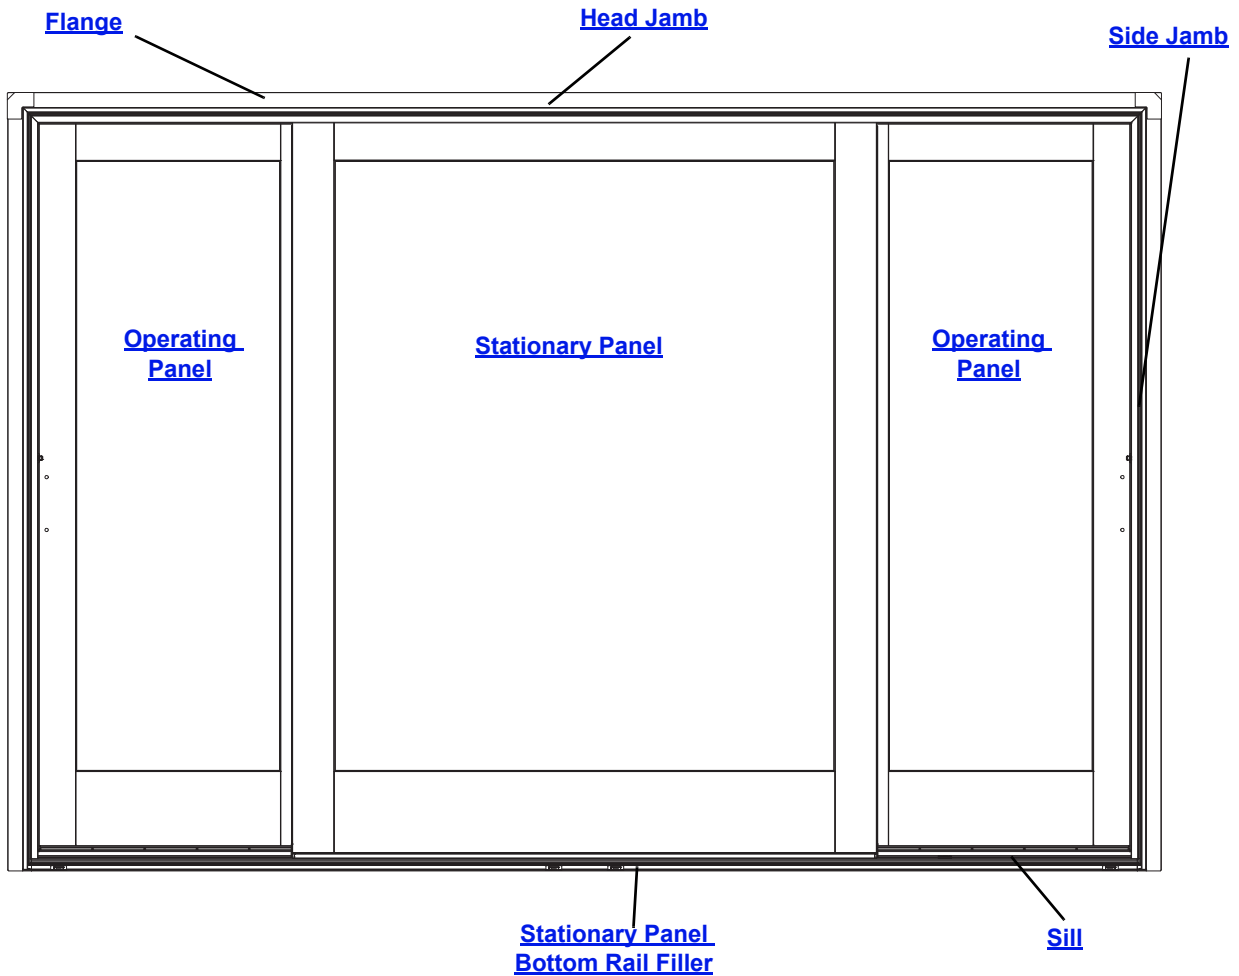 Flange
Head Jamb
Side Jamb
Operating
Panel
Stationary Panel
Operating
Panel
Stationary Panel
Bottom Rail Filler
Sill